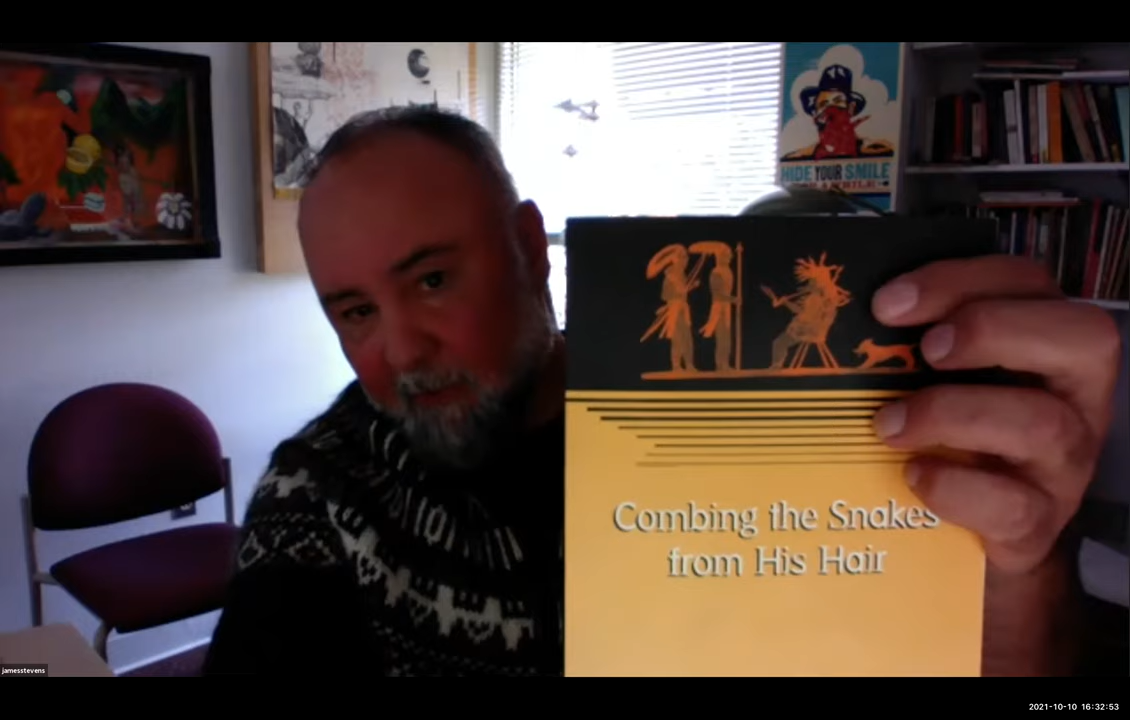 HIDE YOUR SMILE
Combing the Snakes
from His Hair
jamesstevens
2021-10-10 16:32:53